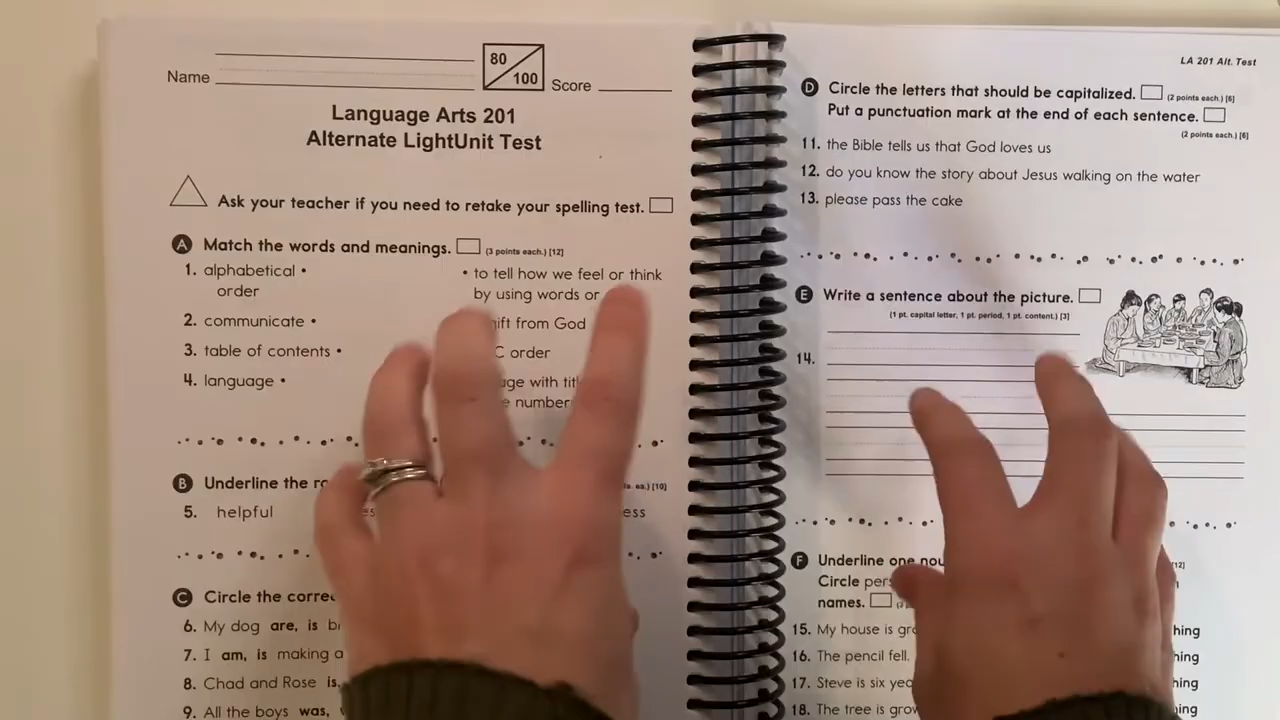 Name
80
100
Score
Language Arts 201
Alternate LightUnit Test
Ask your teacher if you need to retake your spelling test.
A Match the words and meanings. (3 points each.) [12]
1. alphabetical •
order
2. communicate •
3. table of contents •
4. language •
• to tell how we feel or think
by using words or
from God
order
with
B Underline the
5. helpful
C Circle the
6. My dog are, is
7. I am, is making a
8. Chad and Rose is,
9. All the boys was,
LA 201 Alt. Test
D Circle the letters that should be capitalized. (2 points each.) [6]
Put a punctuation mark at the end of each sentence.
(2 points each.) [6]
11. the Bible tells us that God loves us
12. do you know the story about Jesus walking on the water
13. please pass the cake
E Write a sentence about the picture.
(1 pt. capital letter, 1 pt. period, 1 pt. content.) [3]
14.
F Underline one
[12]
Circle
names.
15. My house is
16. The pencil fell.
17. Steve is six
18. The tree is